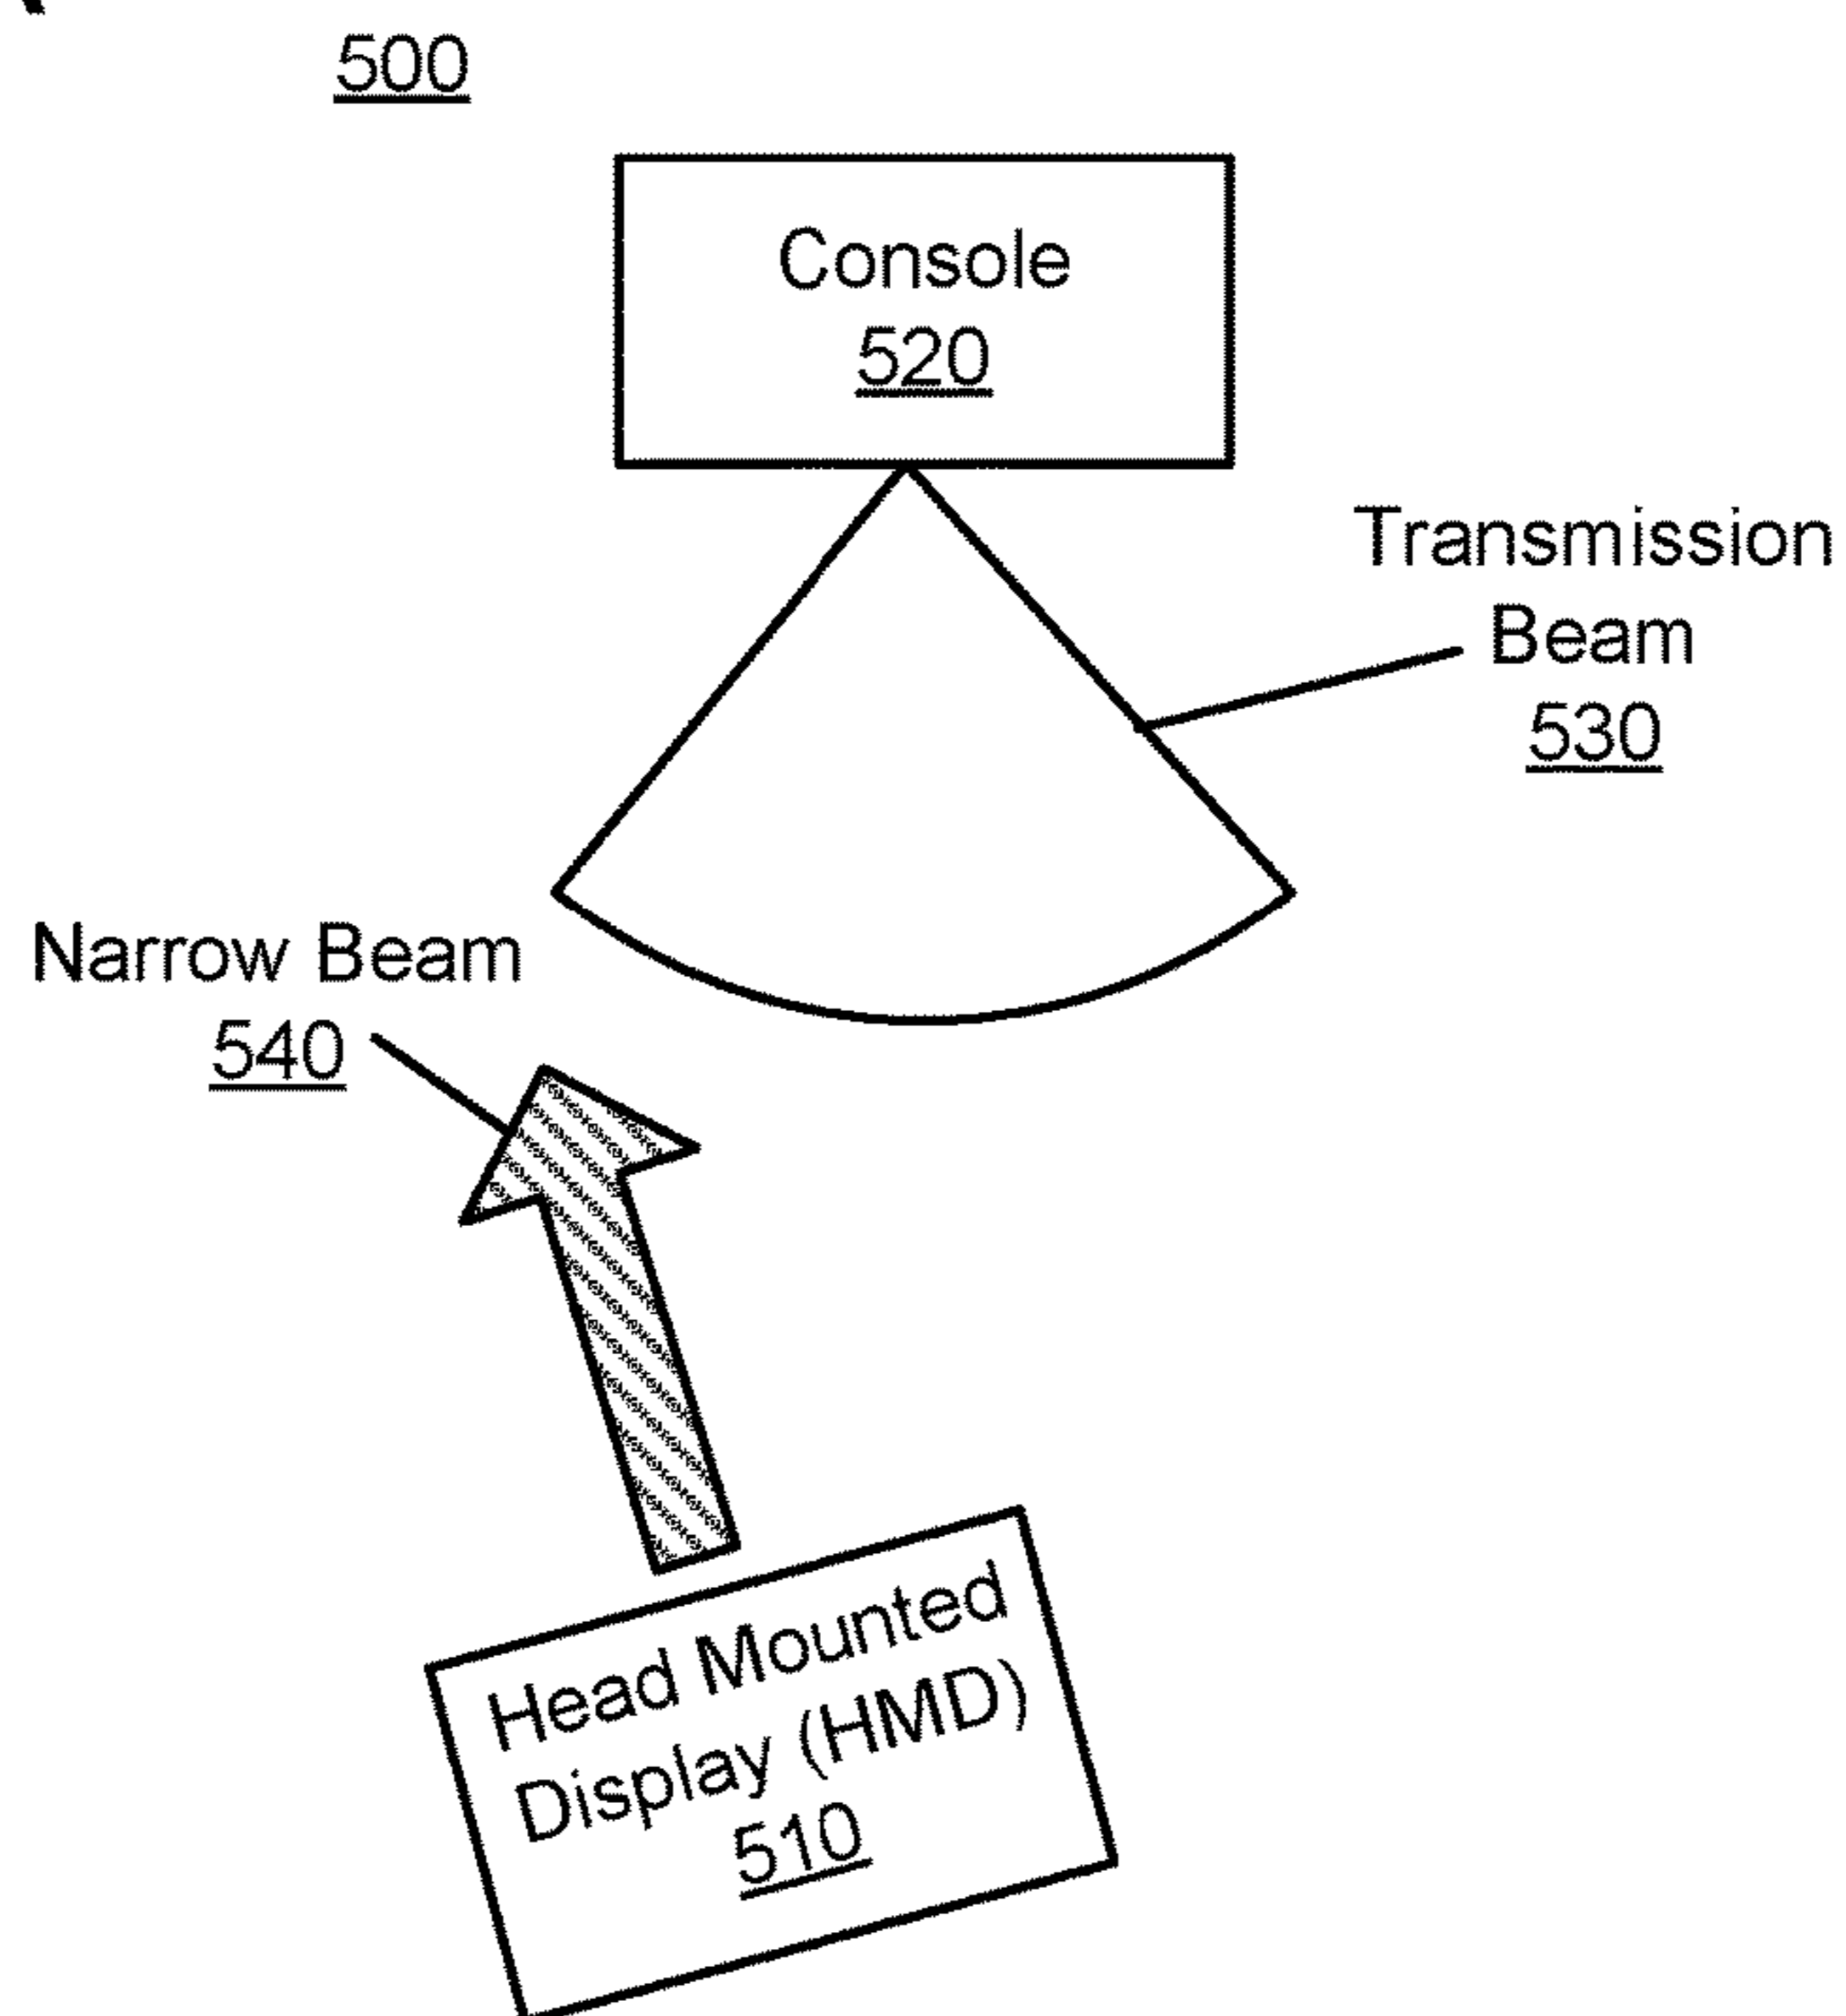 500
Console
520
Transmission
Beam
530
Narrow Beam
540
Head Mounted
Display (HMD)
510